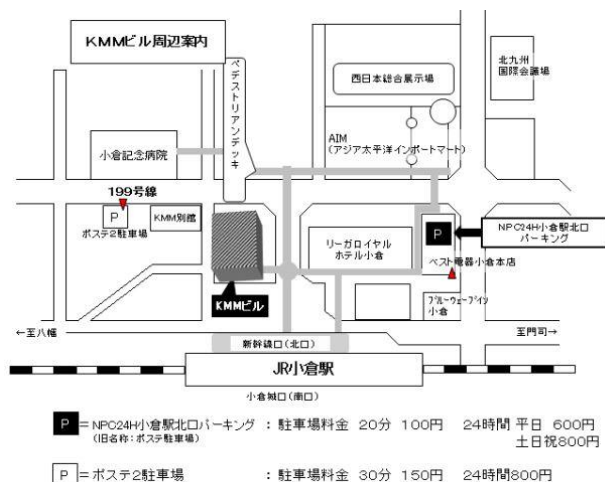 KMMビル周辺案内
ペデストリアンデッキ
西日本総合展示場
北九州
国際会議場
小倉記念病院
AIM
(アジア太平洋インポートマート)
199号線
P
ポステ2駐車場
KMM別館
リーガロイヤル
ホテル小倉
P
NPC24H小倉駅北口
パーキング
ベスト電器小倉本店
ブルーウェーブイン
小倉
KMMビル
←至八幡
至門司→
新幹線口(北口)
JR小倉駅
小倉城口(南口)
P =NPC24H小倉駅北口パーキング : 駐車場料金 20分 100円 24時間 平日 600円
(旧名称:ポステ駐車場)
土日祝800円
P =ポステ2駐車場 : 駐車場料金 30分 150円 24時間800円